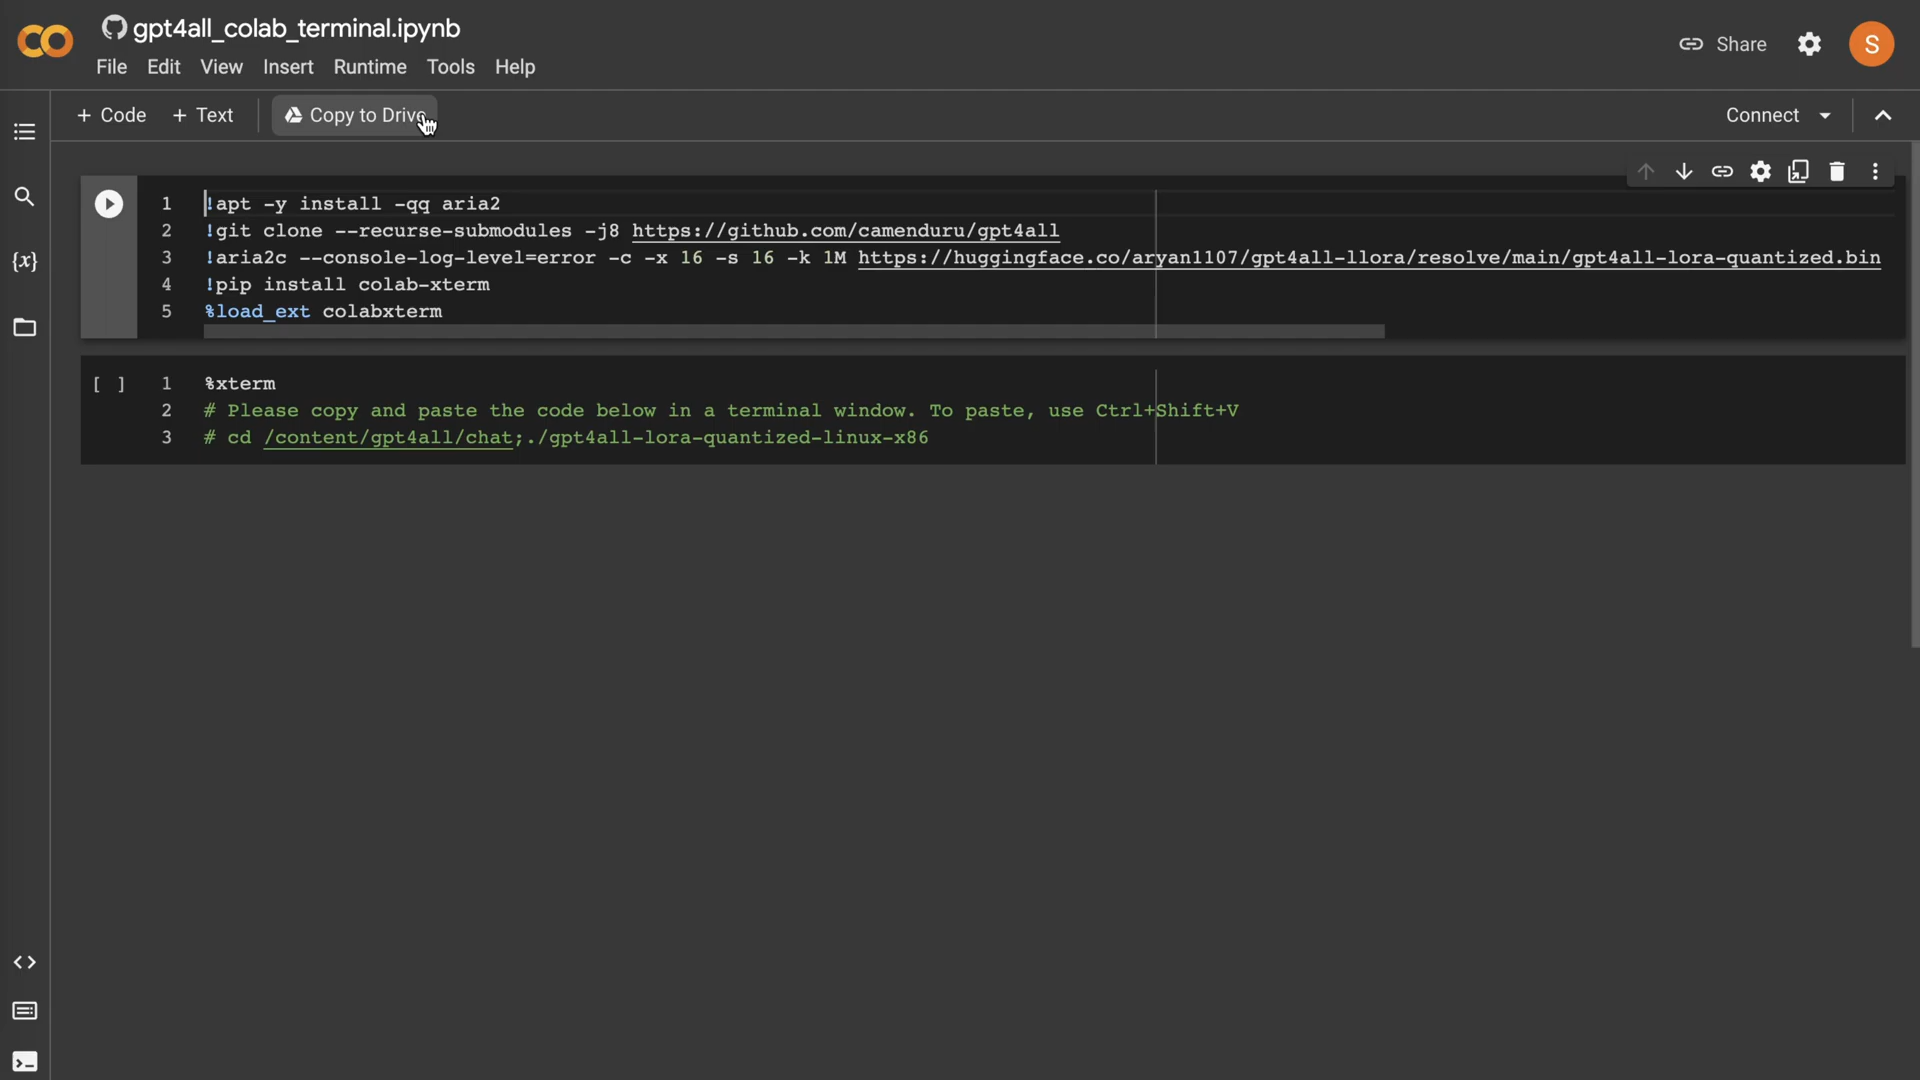 gpt4all_colab_terminal.ipynb
File Edit View Insert Runtime Tools Help
Share
S
+ Code + Text Copy to Drive
Connect
1 !apt -y install -qq aria2
2 !git clone --recurse-submodules -j8 https://github.com/camenduru/gpt4all
3 !aria2c --console-log-level=error -c -x 16 -s 16 -k 1M https://huggingface.co/aryan1107/gpt4all-llora/resolve/main/gpt4all-lora-quantized.bin
4 !pip install colab-xterm
5 %load_ext colabxterm
[ ] 1 %xterm
2 # Please copy and paste the code below in a terminal window. To paste, use Ctrl+Shift+V
3 # cd /content/gpt4all/chat;./gpt4all-lora-quantized-linux-x86